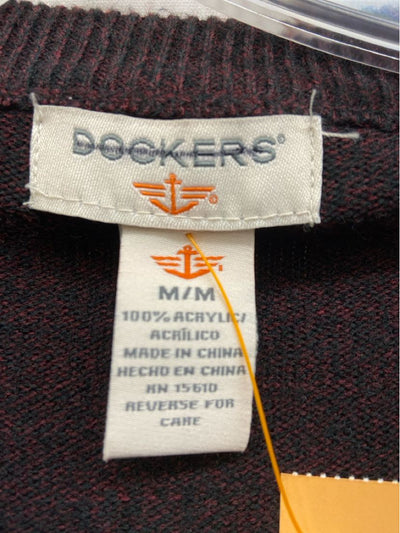 DOCKERS®
M/M
100% ACRYLIC/
ACRÍLICO
MADE IN CHINA
HECHO EN CHINA
RN 15610
REVERSE FOR
CARE